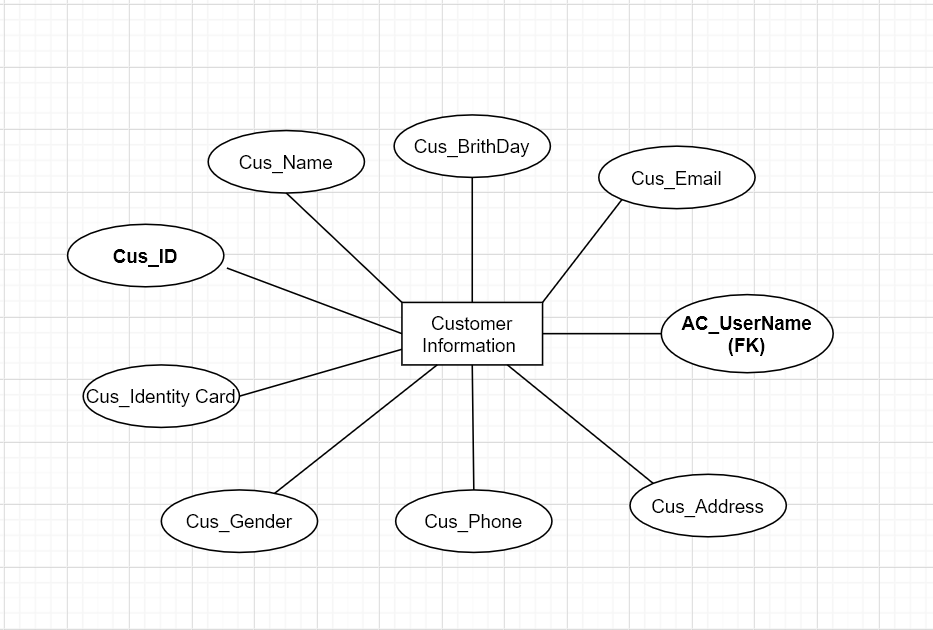 Cus_Name
Cus_BrithDay
Cus_Email
Cus_ID
Customer
Information
AC_UserName
(FK)
Cus_Identity Card
Cus_Gender
Cus_Phone
Cus_Address